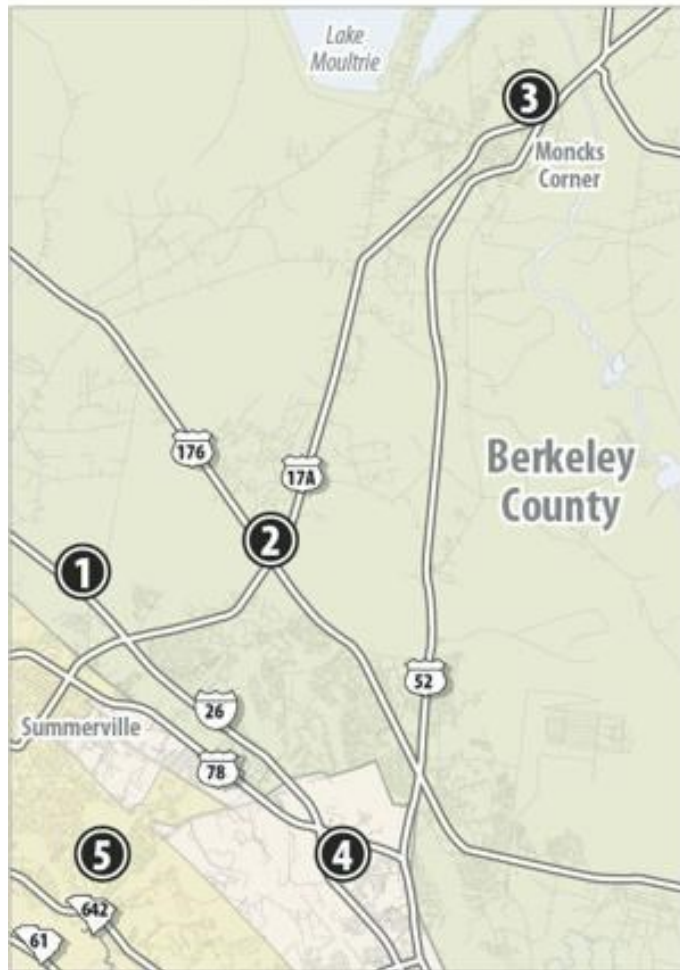 Lake
Moultrie
3
Moncks
Corner
176
17A
Berkeley
County
2
1
52
26
Summerville
78
5
4
642
61